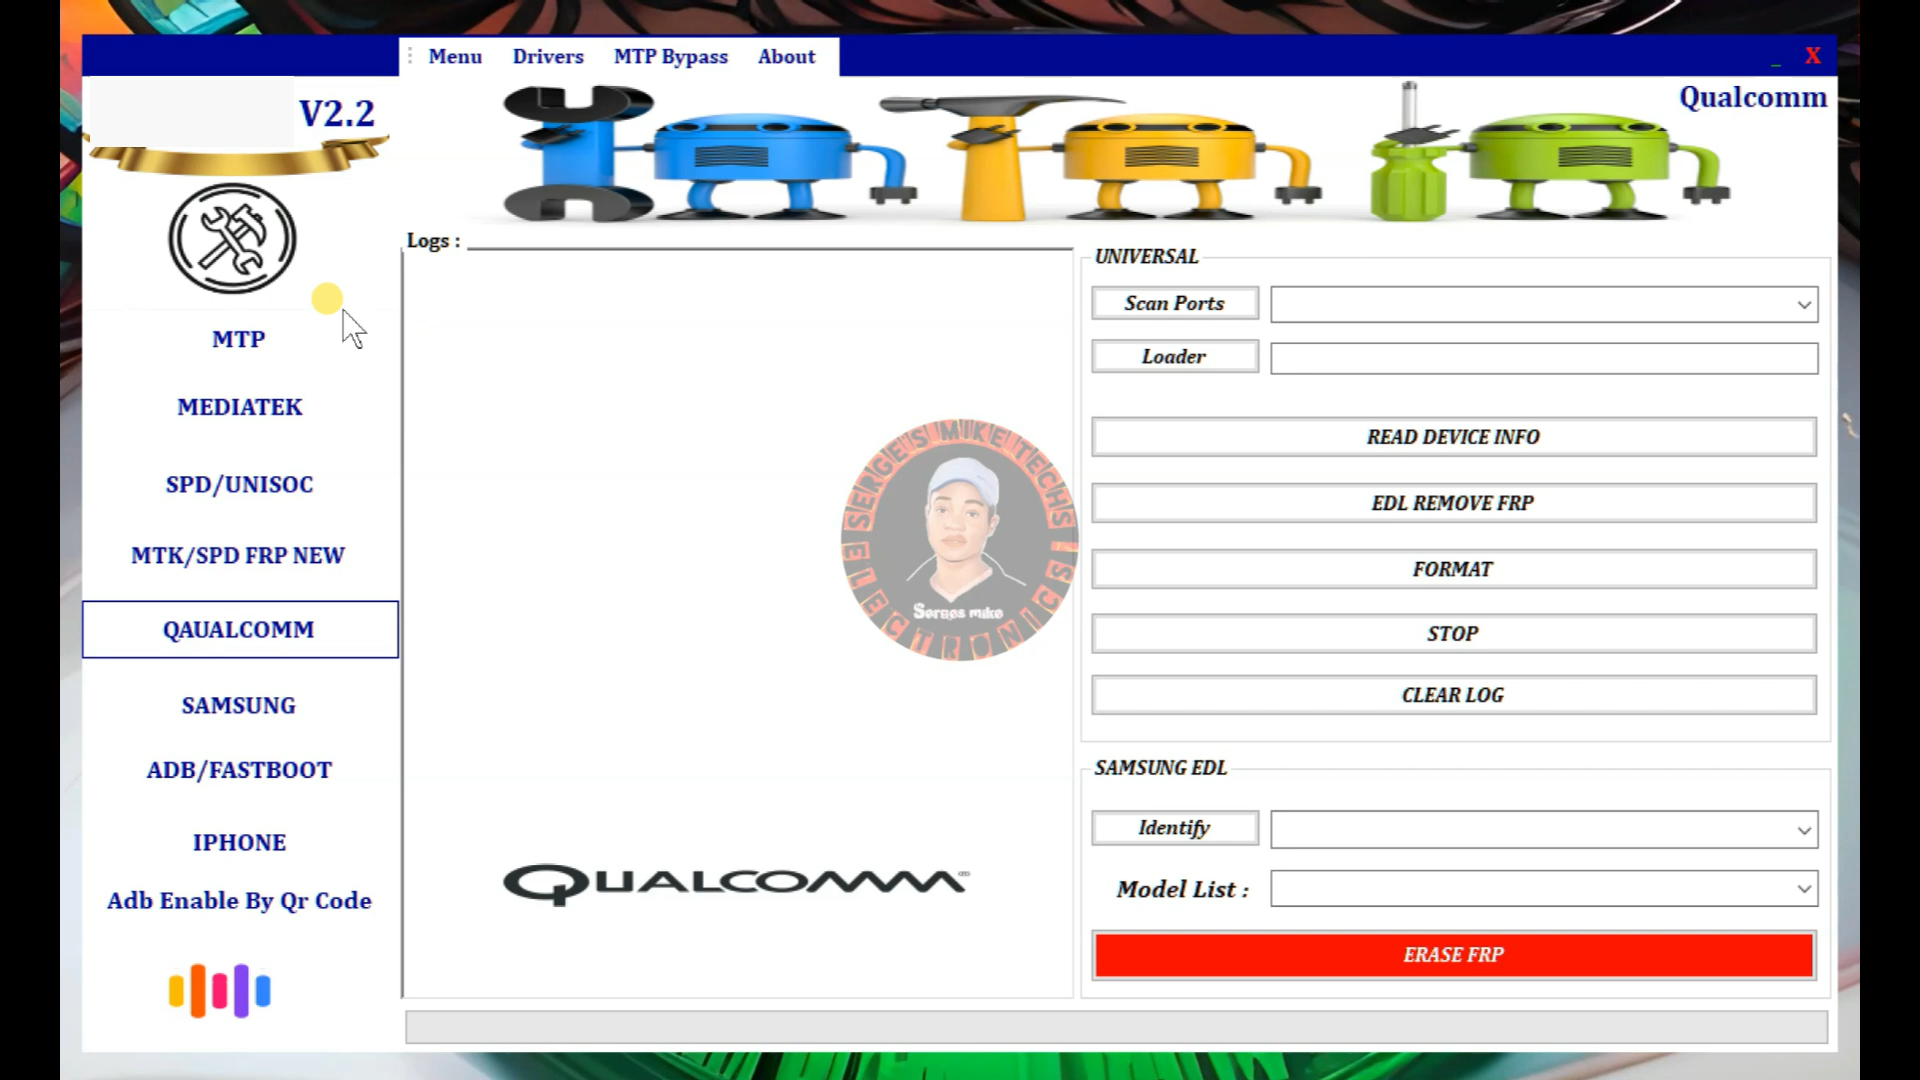 Menu Drivers MTP Bypass About
_ X
V2.2
Qualcomm
Logs :
MTP
MEDIATEK
SPD/UNISOC
MTK/SPD FRP NEW
QAUALCOMM
SAMSUNG
ADB/FASTBOOT
IPHONE
Adb Enable By Qr Code
SERGE'S MIKE TECHS
ELECTRONICS
Serges mike
QUALCOMM
UNIVERSAL
Scan Ports
Loader
READ DEVICE INFO
EDL REMOVE FRP
FORMAT
STOP
CLEAR LOG
SAMSUNG EDL
Identify
Model List :
ERASE FRP